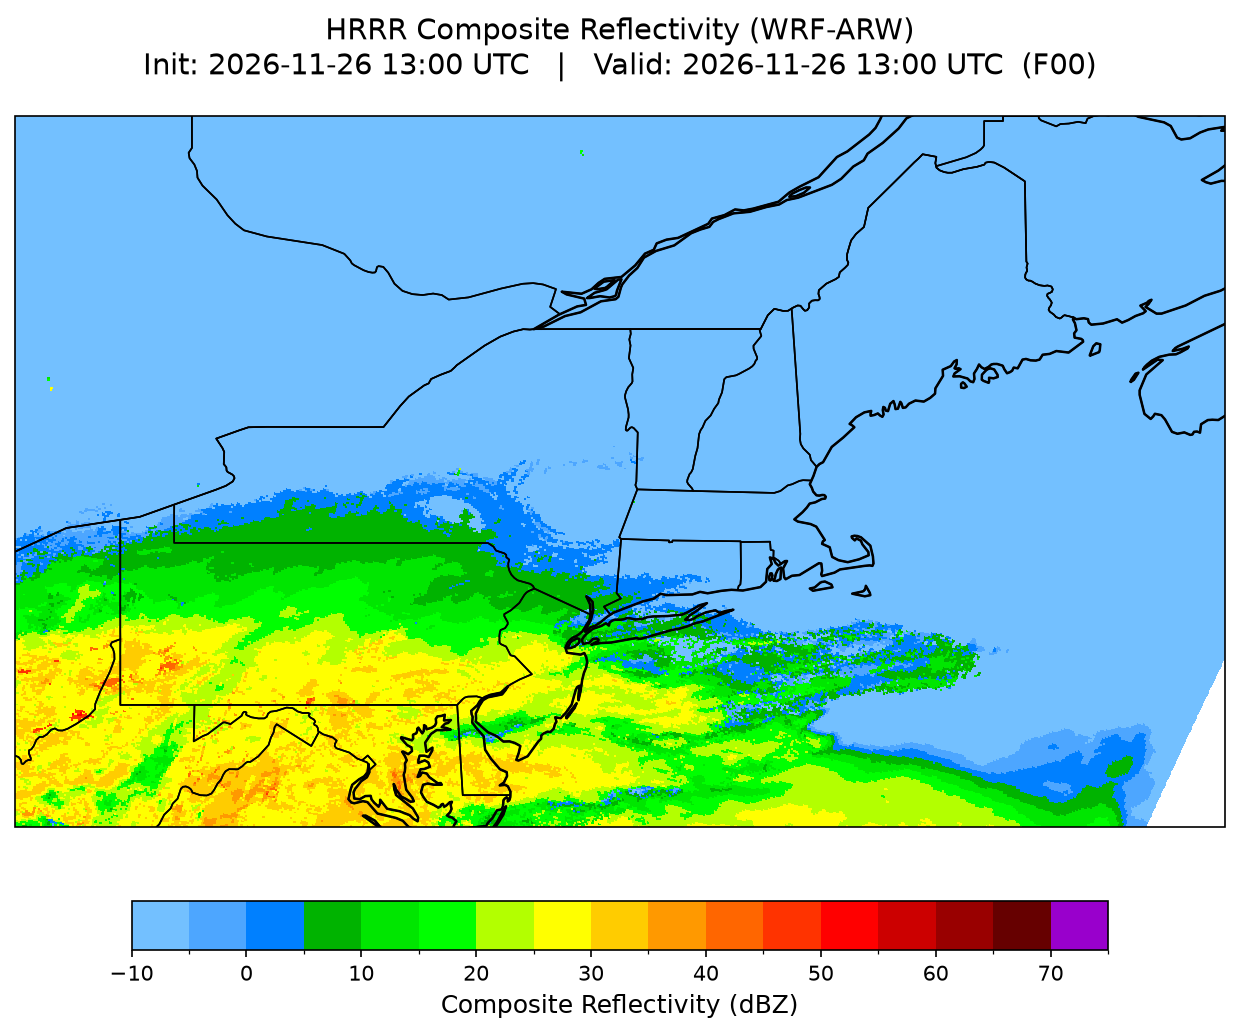 HRRR Composite Reflectivity (WRF-ARW)
Init: 2026-11-26 13:00 UTC | Valid: 2026-11-26 13:00 UTC (F00)
−10 0 10 20 30 40 50 60 70
Composite Reflectivity (dBZ)